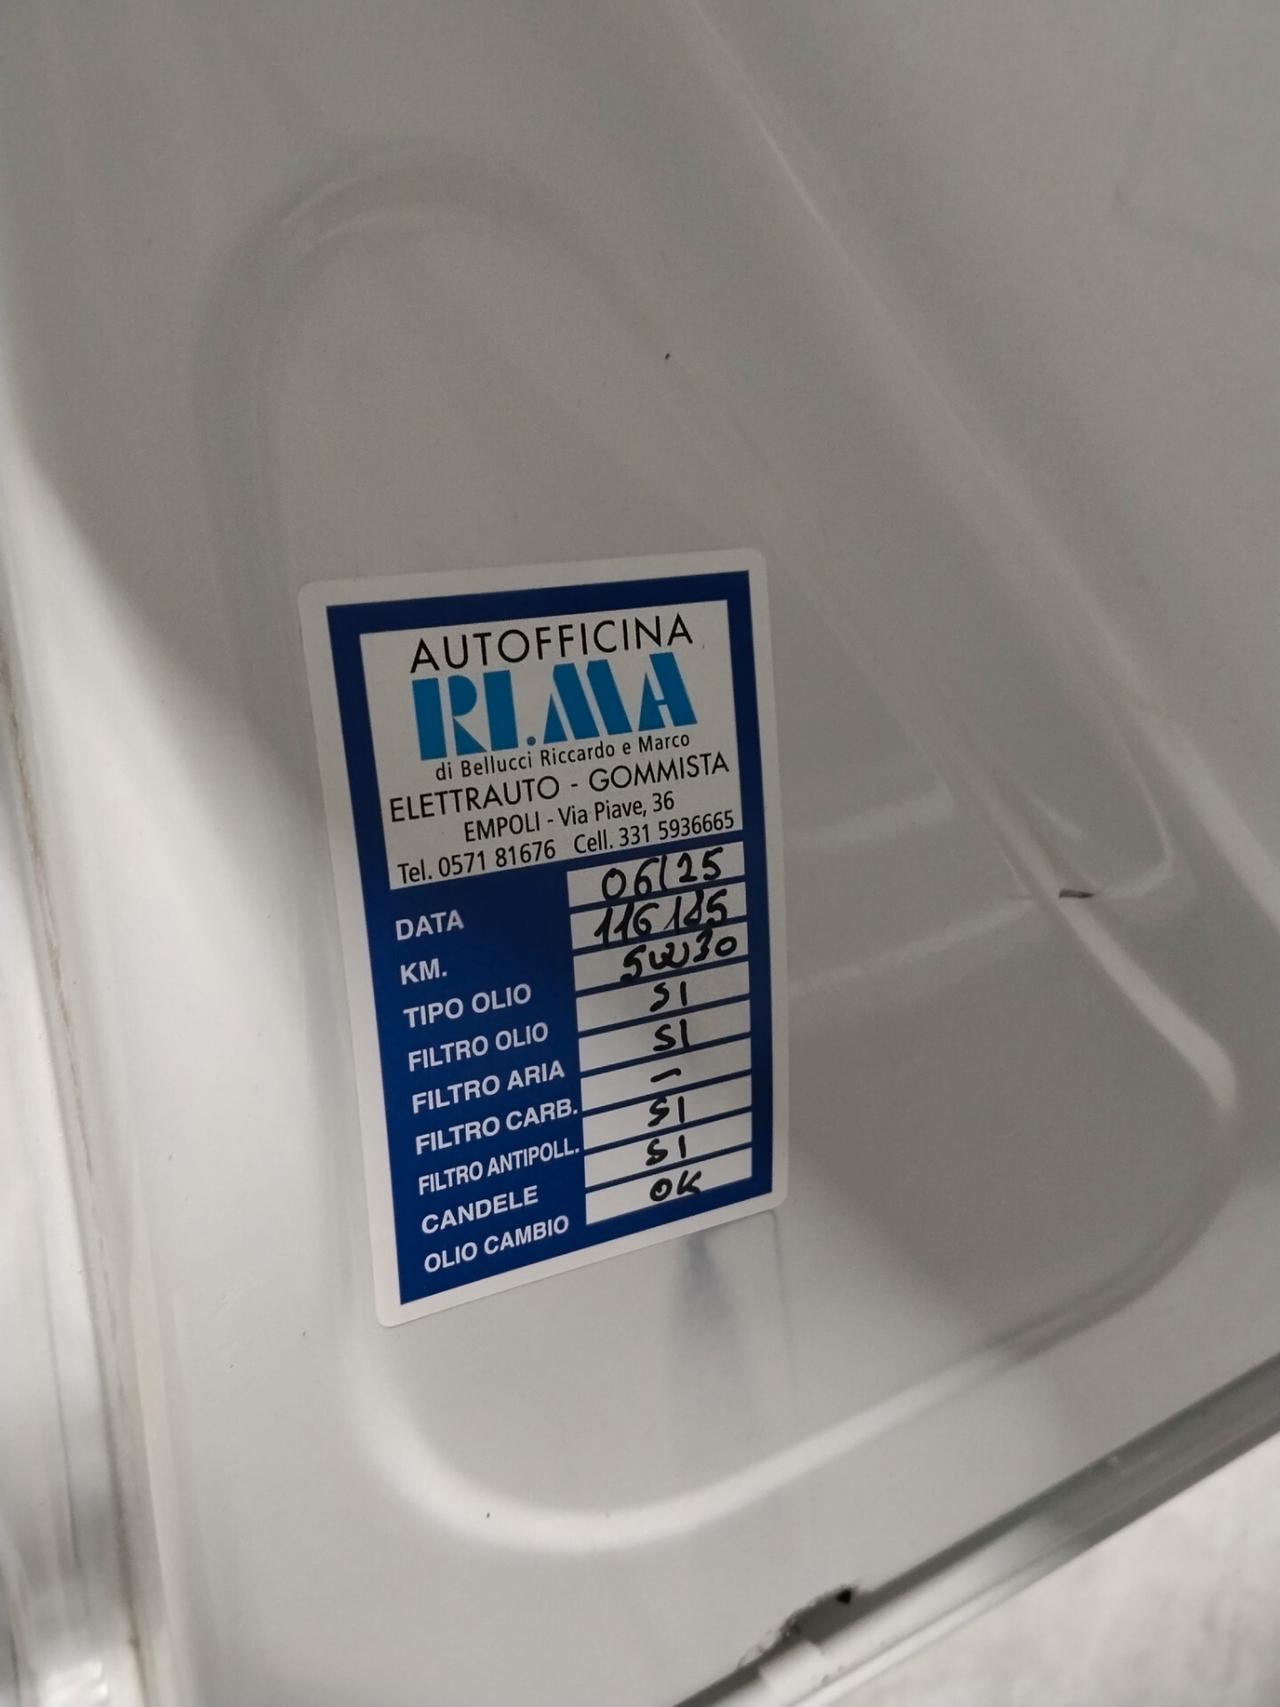 AUTOFFICINA
RI.MA
di Bellucci Riccardo e Marco
ELETTRAUTO - GOMMISTA
EMPOLI - Via Piave, 36
Tel. 0571 81676 Cell. 331 5936665
DATA 06/25
KM. 116125
TIPO OLIO 5W30
FILTRO OLIO SI
FILTRO ARIA SI
FILTRO CARB. -
FILTRO ANTIPOLL. SI
CANDELE SI
OLIO CAMBIO OK